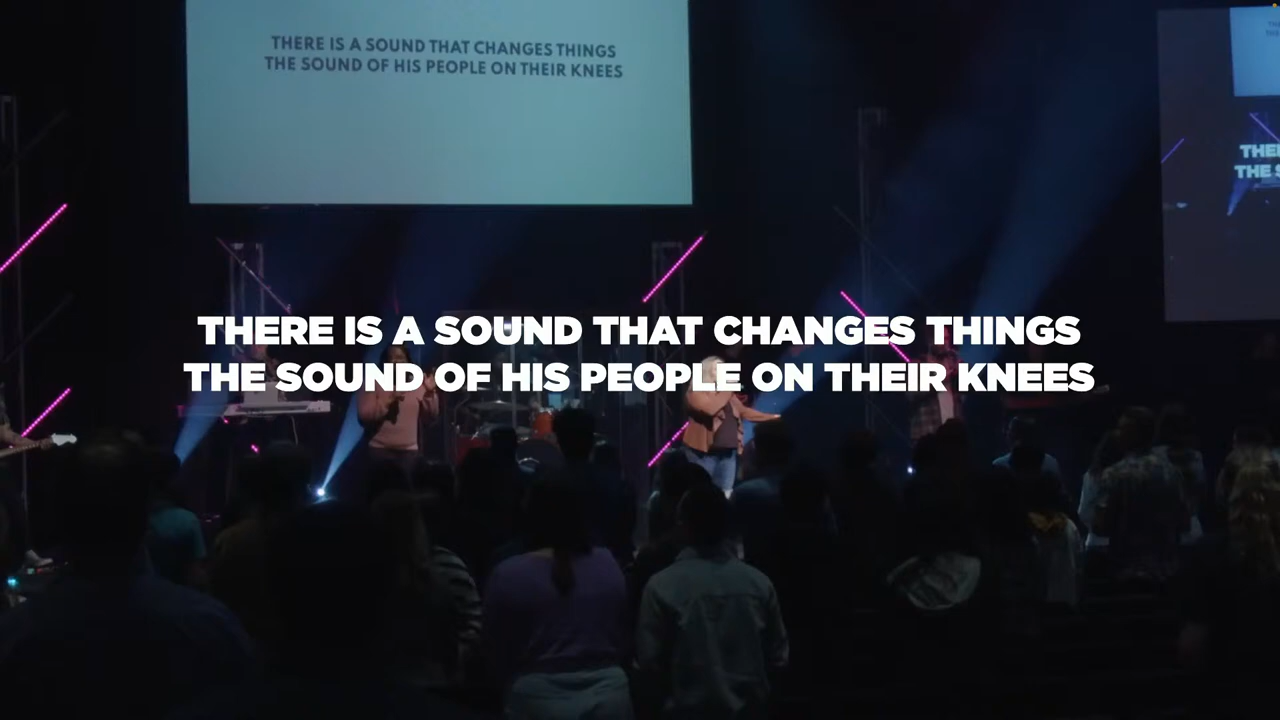 THERE IS A SOUND THAT CHANGES THINGS
THE SOUND OF HIS PEOPLE ON THEIR KNEES
THERE IS A SOUND THAT CHANGES THINGS
THE SOUND OF HIS PEOPLE ON THEIR KNEES
THE S